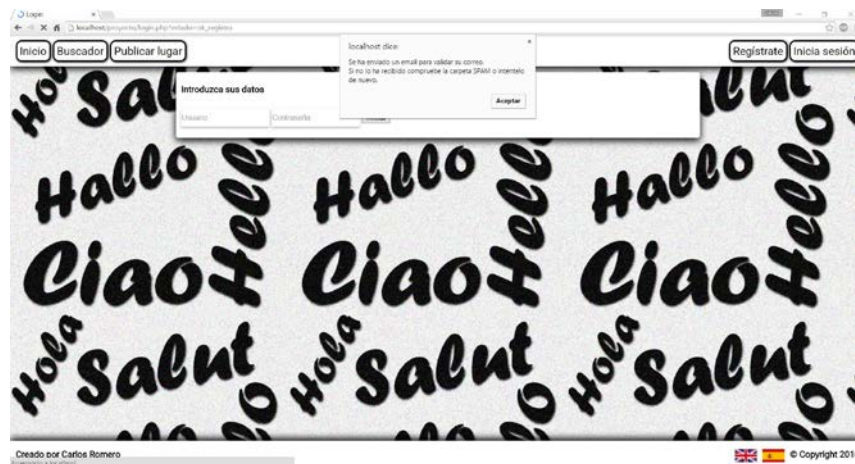 Login
localhost/proyecto/login.php?estado=ok_registro
Inicio Buscador Publicar lugar
Regístrate Inicia sesión
localhost dice:
Se ha enviado un email para validar su correo.
Si no lo ha recibido compruebe la carpeta SPAM o inténtelo
de nuevo.
Aceptar
Introduzca sus datos
Usuario Contraseña
Hola Salut Salut
Hallo Hallo Hallo
Hello Hello Hello
Ciao Ciao Ciao
Hola Hola Hola
Salut Salut Salut
Creado por Carlos Romero
© Copyright 201